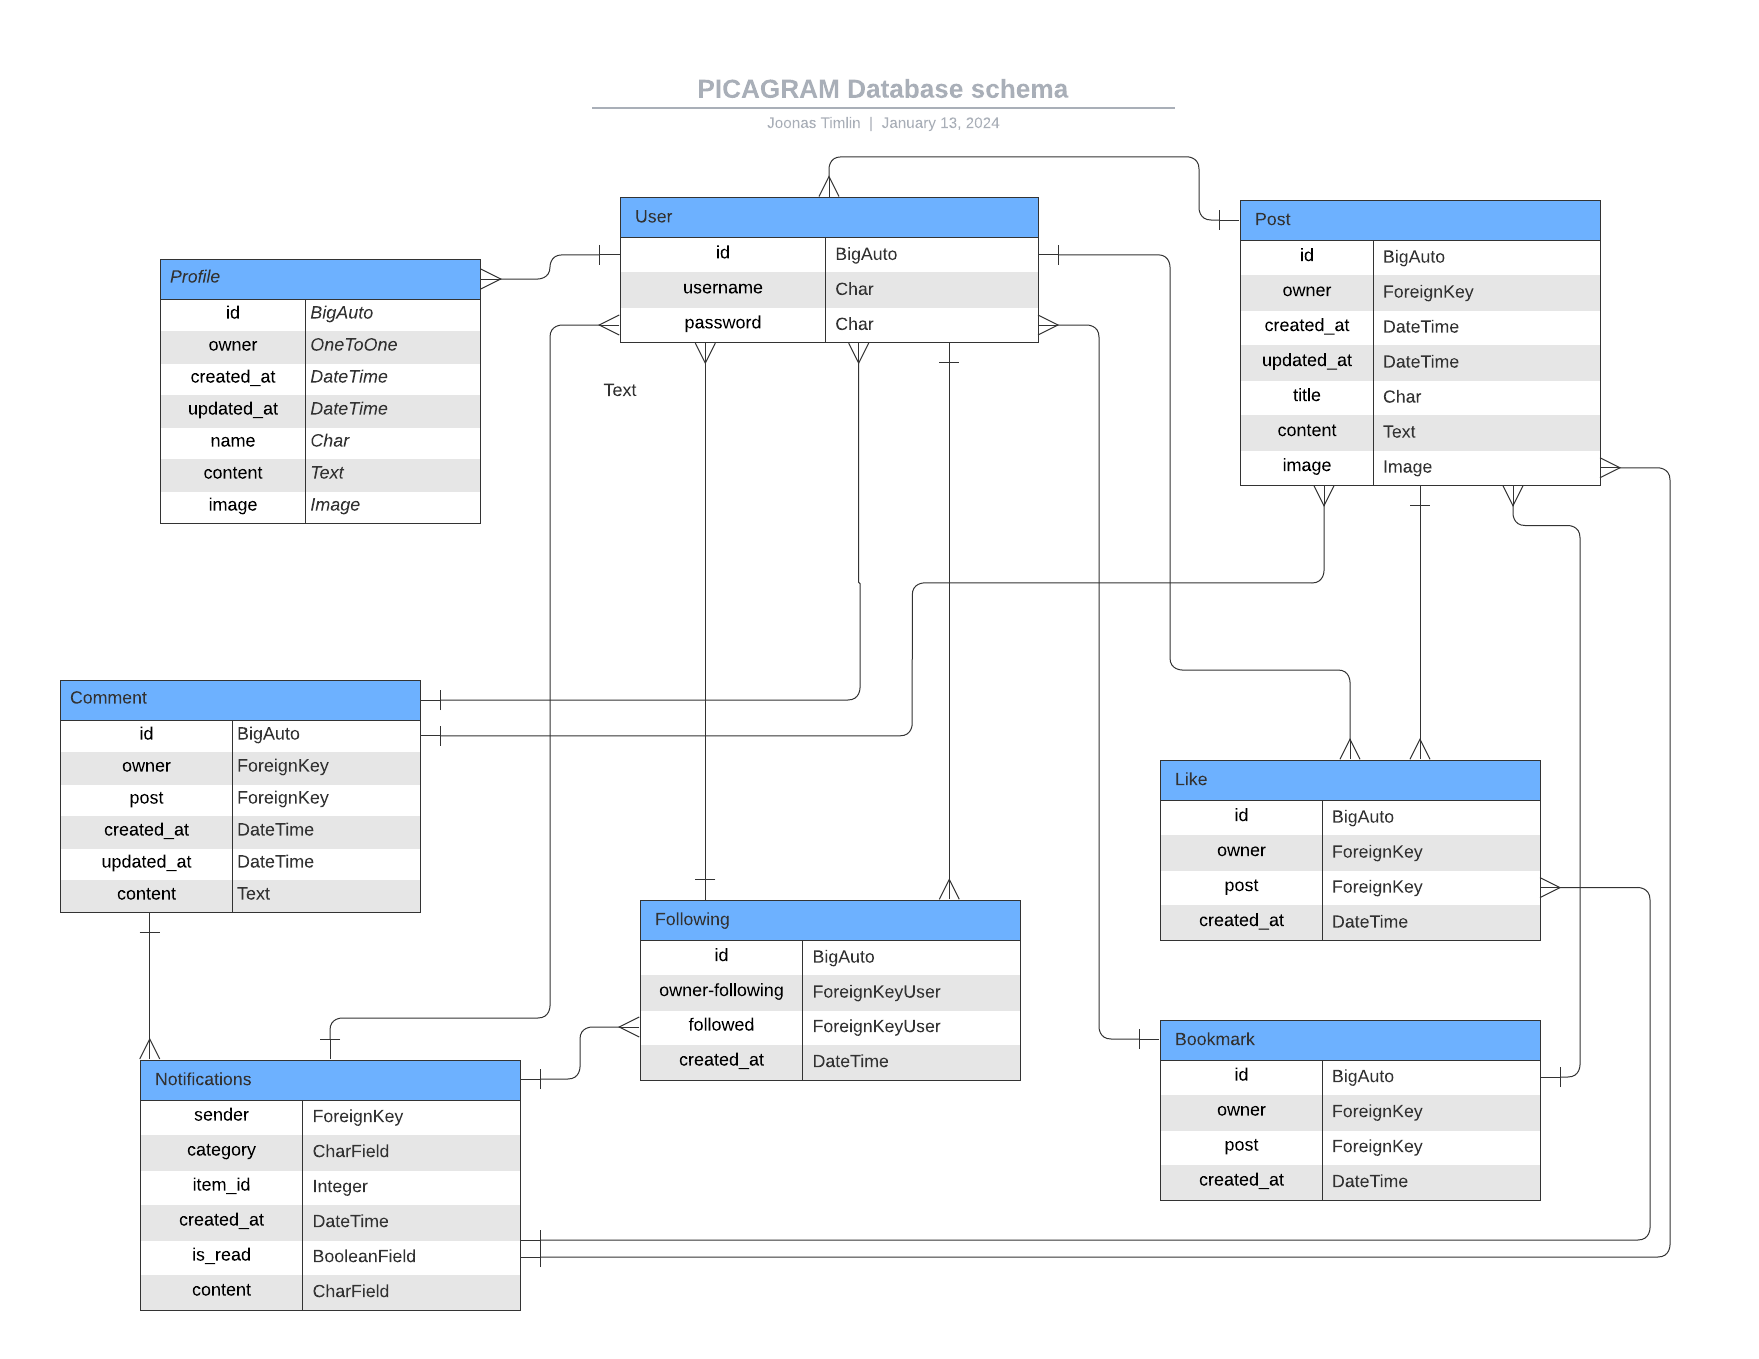 PICAGRAM Database schema
Joonas Timlin | January 13, 2024
User
id BigAuto
username Char
password Char
Post
id BigAuto
owner ForeignKey
created_at DateTime
updated_at DateTime
title Char
content Text
image Image
Profile
id BigAuto
owner OneToOne
created_at DateTime
updated_at DateTime
name Char
content Text
image Image
Text
Comment
id BigAuto
owner ForeignKey
post ForeignKey
created_at DateTime
updated_at DateTime
content Text
Like
id BigAuto
owner ForeignKey
post ForeignKey
created_at DateTime
Following
id BigAuto
owner-following ForeignKeyUser
followed ForeignKeyUser
created_at DateTime
Bookmark
id BigAuto
owner ForeignKey
post ForeignKey
created_at DateTime
Notifications
sender ForeignKey
category CharField
item_id Integer
created_at DateTime
is_read BooleanField
content CharField